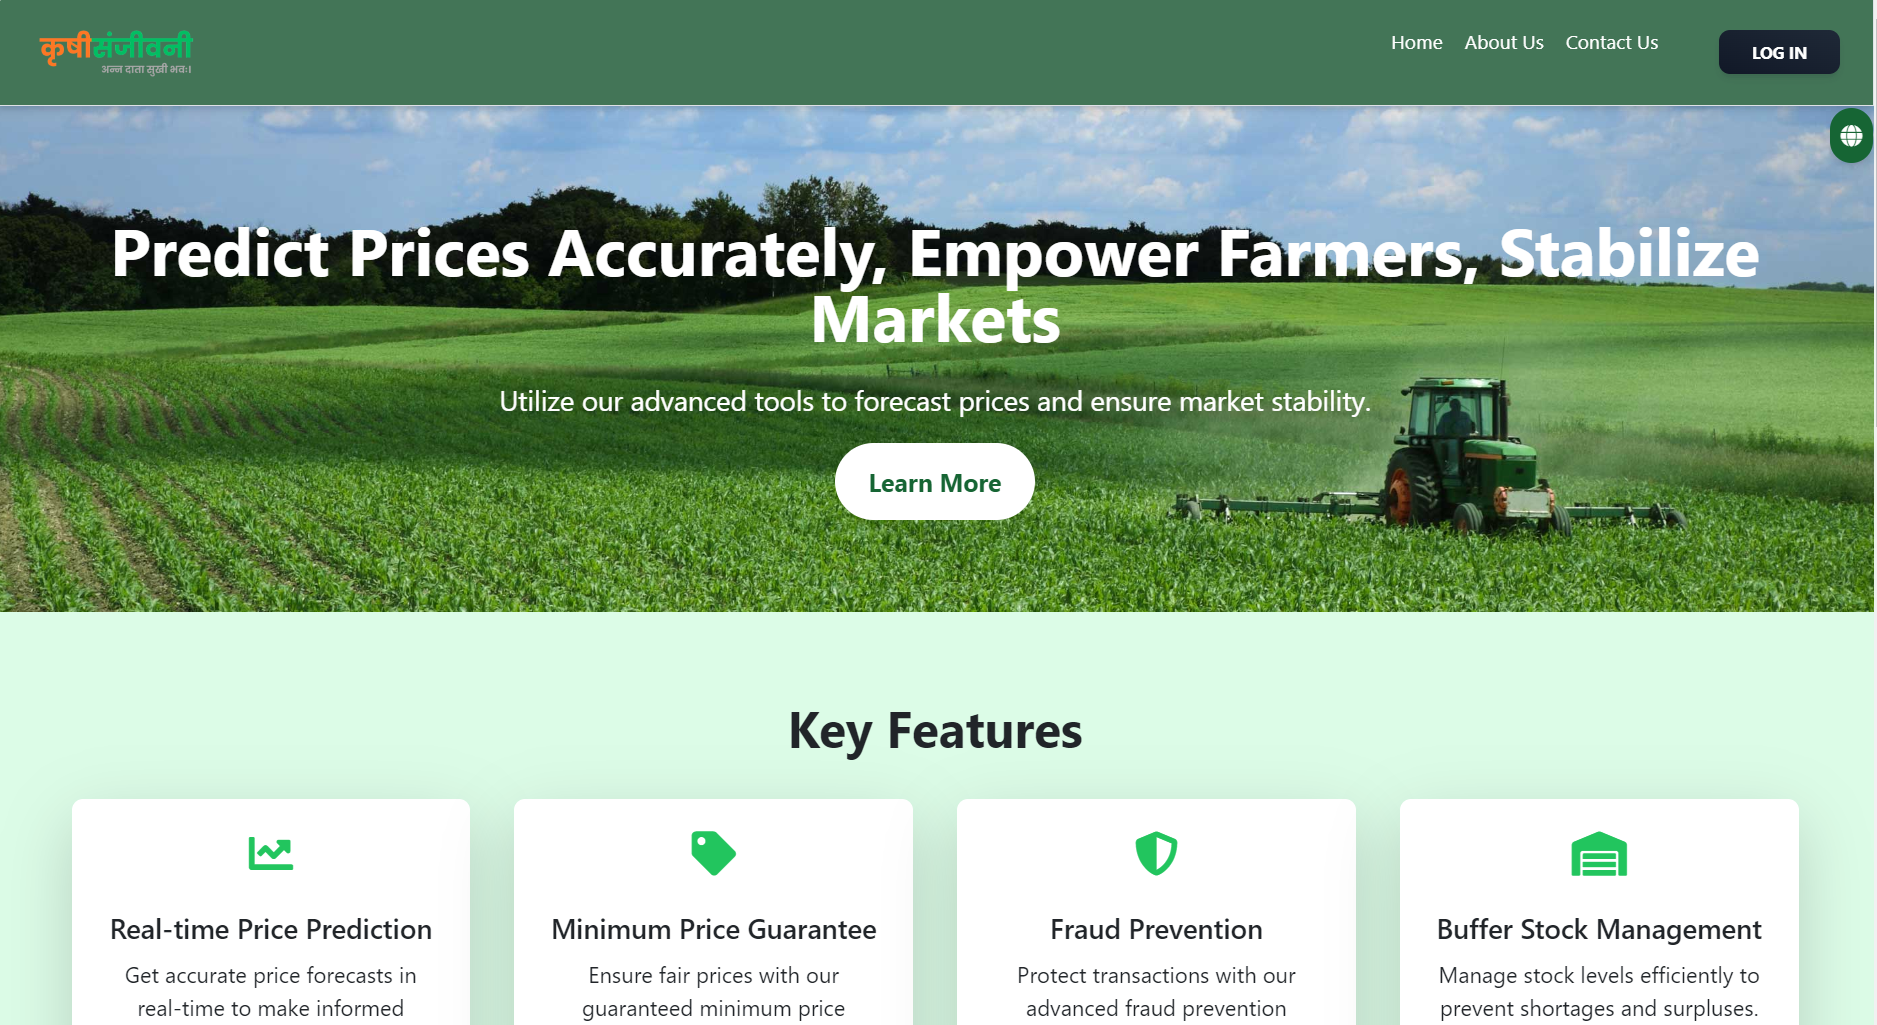 कृषीसंजीवनी
अन्न दाता सुखी भवः।
Home About Us Contact Us
LOG IN
Predict Prices Accurately, Empower Farmers, Stabilize
Markets
Utilize our advanced tools to forecast prices and ensure market stability.
Learn More
Key Features
Real-time Price Prediction
Get accurate price forecasts in
real-time to make informed
Minimum Price Guarantee
Ensure fair prices with our
guaranteed minimum price
Fraud Prevention
Protect transactions with our
advanced fraud prevention
Buffer Stock Management
Manage stock levels efficiently to
prevent shortages and surpluses.